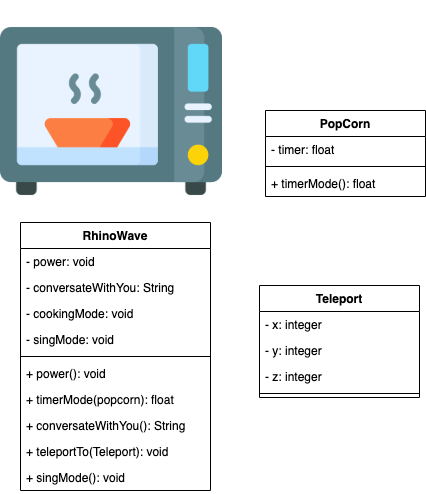 PopCorn
- timer: float
+ timerMode(): float
RhinoWave
- power: void
- conversateWithYou: String
- cookingMode: void
- singMode: void
+ power(): void
+ timerMode(popcorn): float
+ conversateWithYou(): String
+ teleportTo(Teleport): void
+ singMode(): void
Teleport
- x: integer
- y: integer
- z: integer